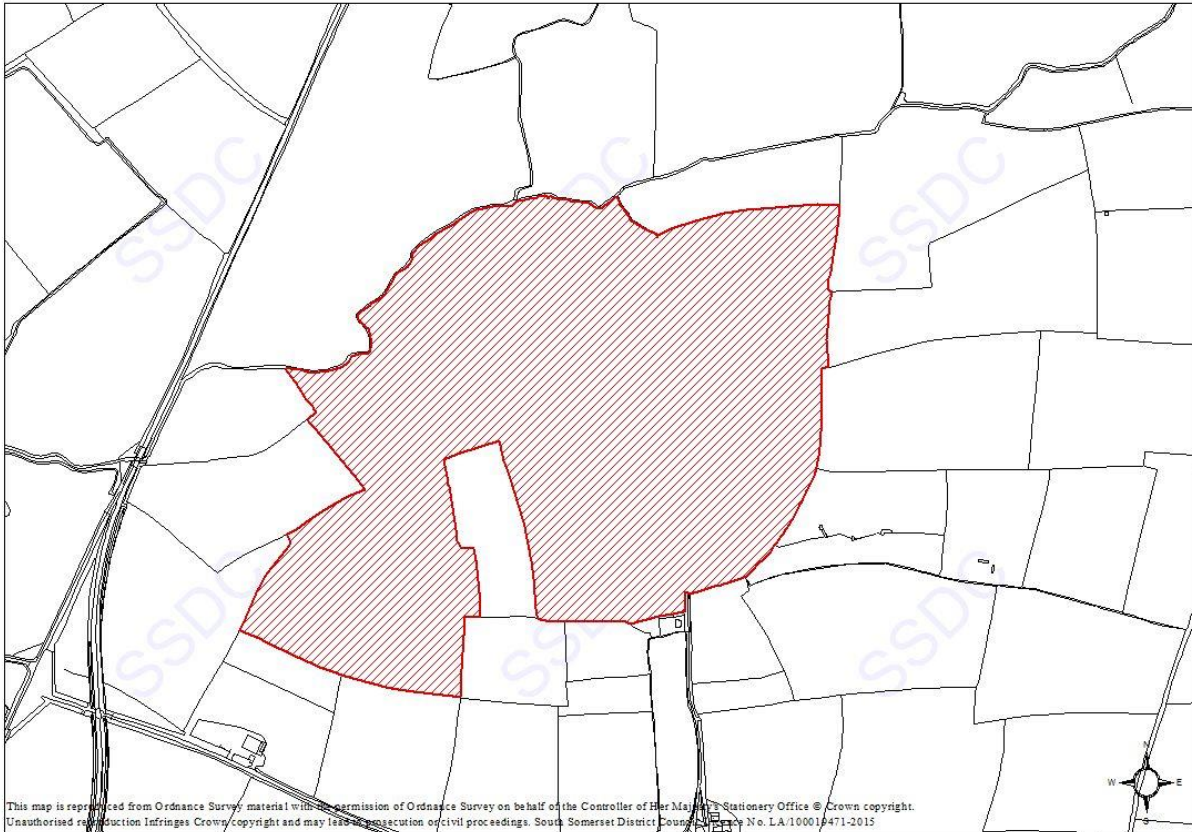 SSDC SSDC SSDC
SSDC SSDC SSDC
N
W E
S
This map is reproduced from Ordnance Survey material with the permission of Ordnance Survey on behalf of the Controller of Her Majesty's Stationery Office © Crown copyright.
Unauthorised reproduction Infringes Crown copyright and may lead to prosecution or civil proceedings. South Somerset District Council Licence No. LA/100019471-2015